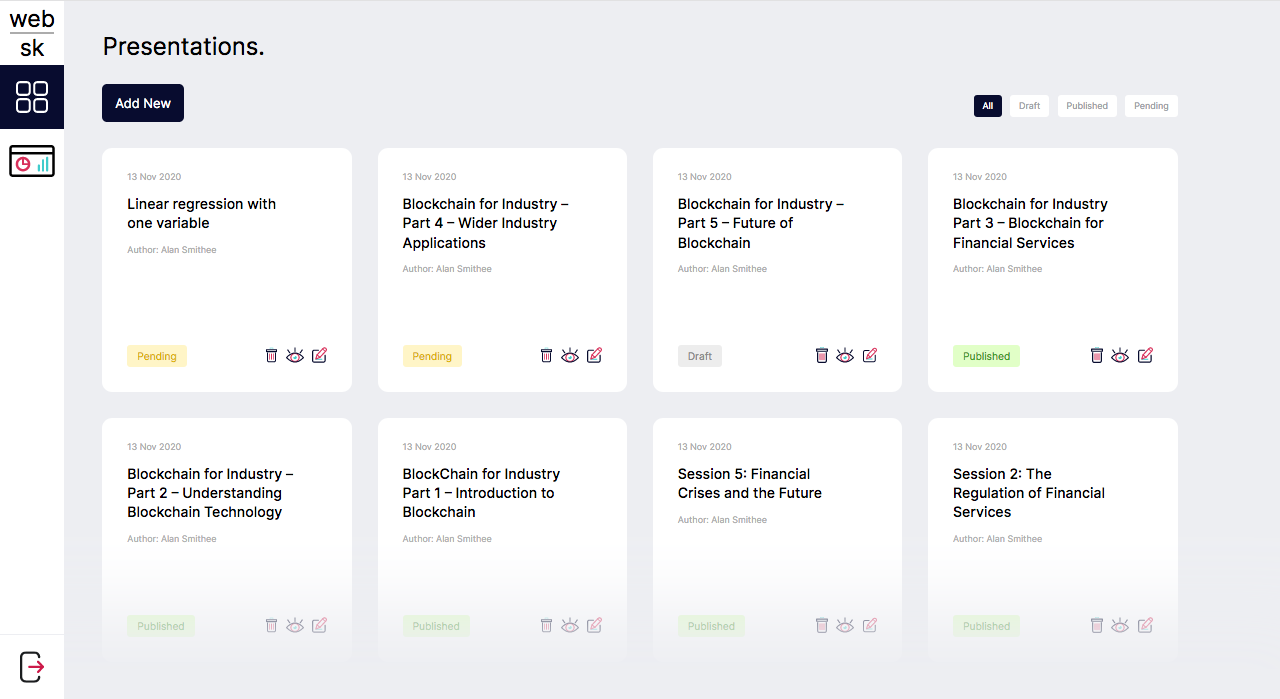 web
sk
Presentations.
Add New
All
Draft
Published
Pending
13 Nov 2020
Linear regression with
one variable
Author: Alan Smithee
Pending
13 Nov 2020
Blockchain for Industry –
Part 4 – Wider Industry
Applications
Author: Alan Smithee
Pending
13 Nov 2020
Blockchain for Industry –
Part 5 – Future of
Blockchain
Author: Alan Smithee
Draft
13 Nov 2020
Blockchain for Industry
Part 3 – Blockchain for
Financial Services
Author: Alan Smithee
Published
13 Nov 2020
Blockchain for Industry –
Part 2 – Understanding
Blockchain Technology
Author: Alan Smithee
Published
13 Nov 2020
BlockChain for Industry
Part 1 – Introduction to
Blockchain
Author: Alan Smithee
Published
13 Nov 2020
Session 5: Financial
Crises and the Future
Author: Alan Smithee
Published
13 Nov 2020
Session 2: The
Regulation of Financial
Services
Author: Alan Smithee
Published